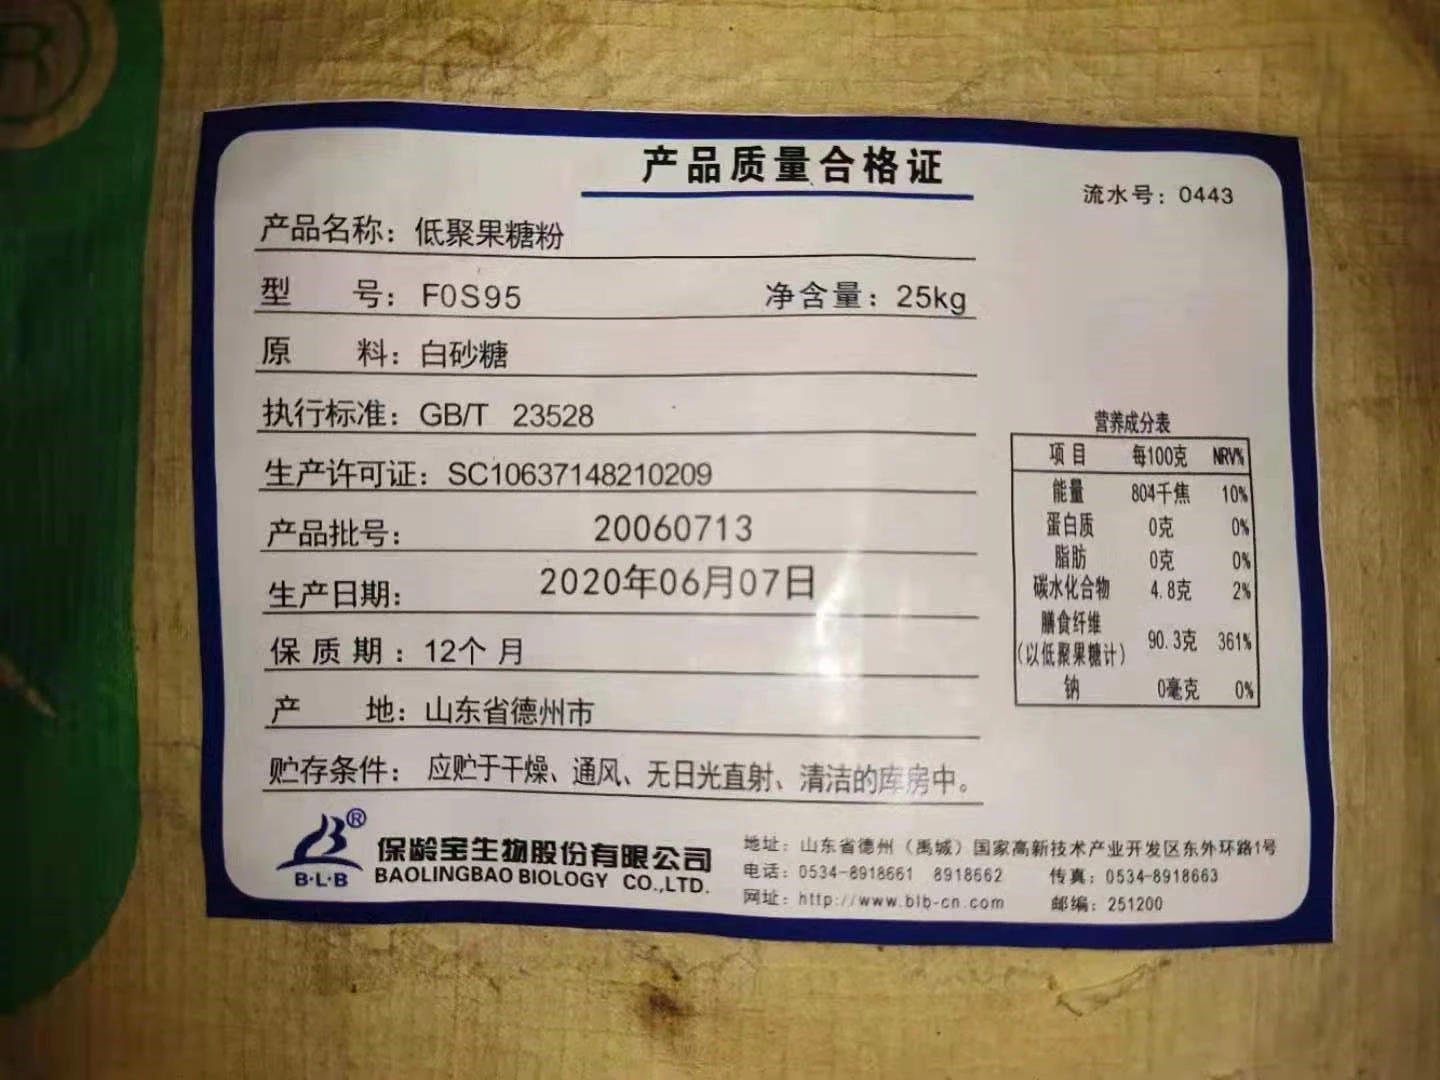 R
产品质量合格证
流水号：0443
产品名称：低聚果糖粉
型 号：F0S95 净含量：25kg
原 料：白砂糖
执行标准：GB/T 23528
生产许可证：SC10637148210209
产品批号： 20060713
生产日期： 2020年06月07日
保质期：12个月
产 地：山东省德州市
贮存条件：应贮于干燥、通风、无日光直射、清洁的库房中。
营养成分表
项目 每100克 NRV%
能量 804千焦 10%
蛋白质 0克 0%
脂肪 0克 0%
碳水化合物 4.8克 2%
膳食纤维
（以低聚果糖计） 90.3克 361%
钠 0毫克 0%
B·L·B ®
保龄宝生物股份有限公司
BAOLINGBAO BIOLOGY CO.,LTD.
地址：山东省德州（禹城）国家高新技术产业开发区东外环路1号
电话：0534-8918661 8918662 传真：0534-8918663
网址：http://www.blb-cn.com 邮编：251200